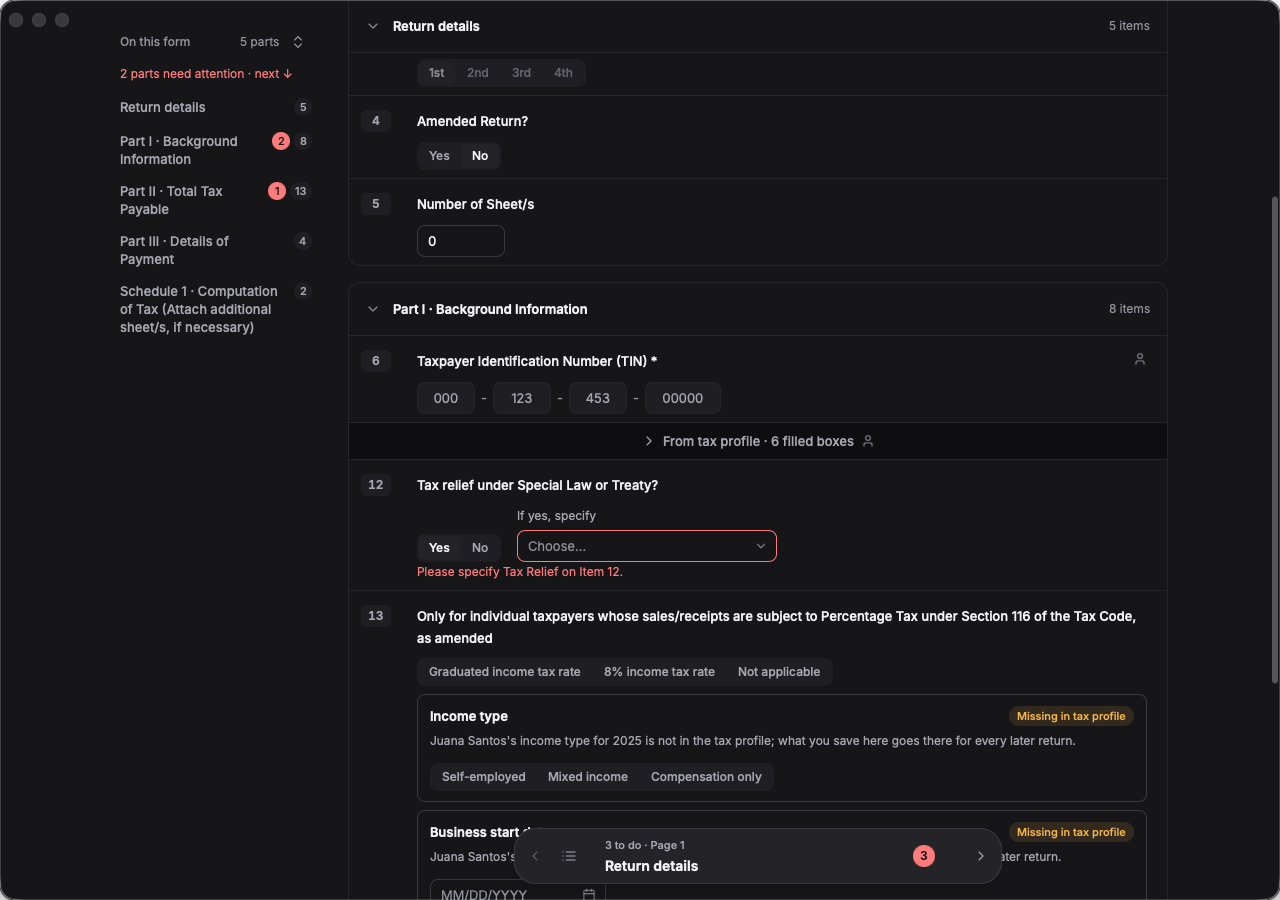 On this form
5 parts
2 parts need attention · next ↓
Return details
5
Part I · Background
Information
2
8
Part II · Total Tax
Payable
1
13
Part III · Details of
Payment
4
Schedule 1 · Computation
of Tax (Attach additional
sheet/s, if necessary)
2
Return details
5 items
1st 2nd 3rd 4th
4
Amended Return?
Yes No
5
Number of Sheet/s
0
Part I · Background Information
8 items
6
Taxpayer Identification Number (TIN) *
000 - 123 - 453 - 00000
From tax profile · 6 filled boxes
12
Tax relief under Special Law or Treaty?
If yes, specify
Yes No
Choose...
Please specify Tax Relief on Item 12.
13
Only for individual taxpayers whose sales/receipts are subject to Percentage Tax under Section 116 of the Tax Code,
as amended
Graduated income tax rate 8% income tax rate Not applicable
Income type
Missing in tax profile
Juana Santos's income type for 2025 is not in the tax profile; what you save here goes there for every later return.
Self-employed Mixed income Compensation only
Business start
Missing in tax profile
Juana Santos's
later return.
MM/DD/YYYY
3 to do · Page 1
Return details
3